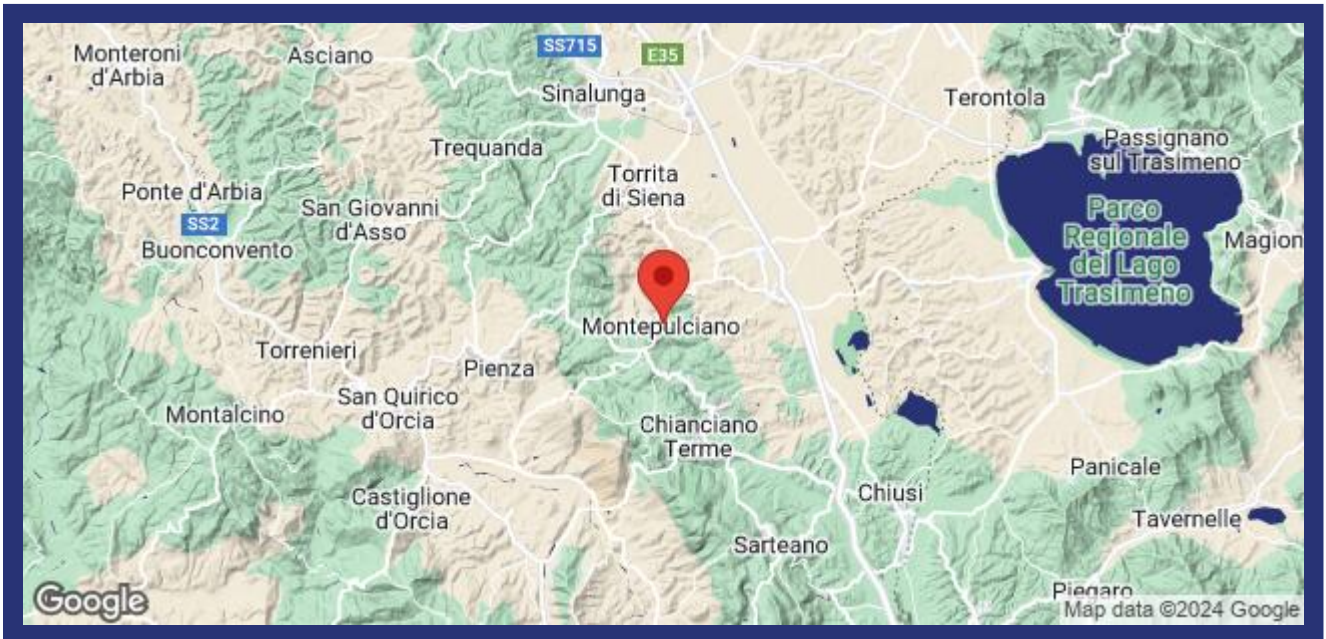 Monteroni
d'Arbia
Asciano
SS715
E35
Sinalunga
Terontola
Trequanda
Passignano
sul Trasimeno
Torrita
di Siena
Ponte d'Arbia
San Giovanni
d'Asso
SS2
Buonconvento
Parco
Regionale
del Lago
Trasimeno
Magion
Montepulciano
Torrenieri
Pienza
San Quirico
d'Orcia
Montalcino
Chianciano
Terme
Panicale
Castiglione
d'Orcia
Chiusi
Tavernelle
Sarteano
Piegaro
Google
Map data ©2024 Google